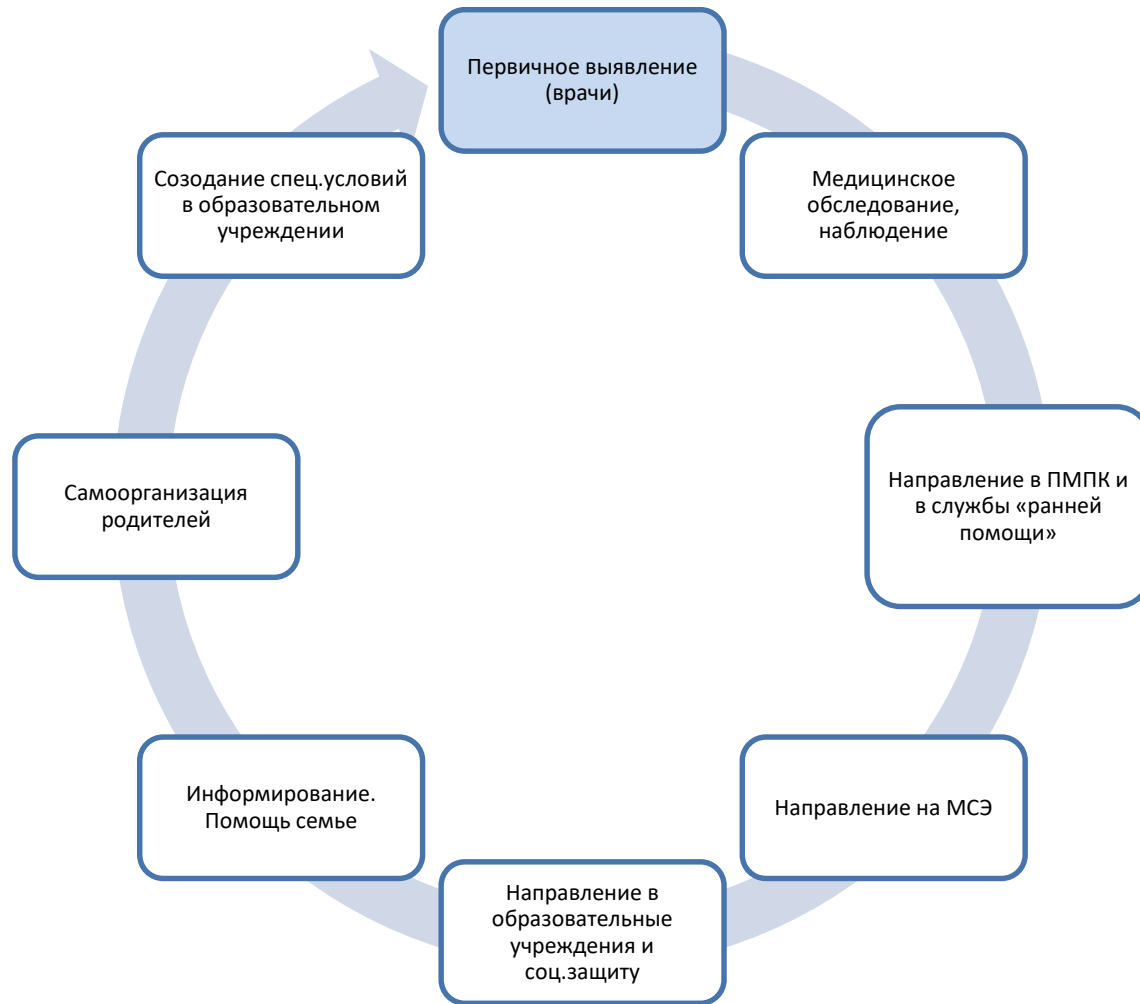 Первичное выявление
(врачи)
Медицинское
обследование,
наблюдение
Направление в ПМПК и
в службы «ранней
помощи»
Направление на МСЭ
Направление в
образовательные
учреждения и
соц.защиту
Информирование.
Помощь семье
Самоорганизация
родителей
Созодание спец.условий
в образовательном
учреждении